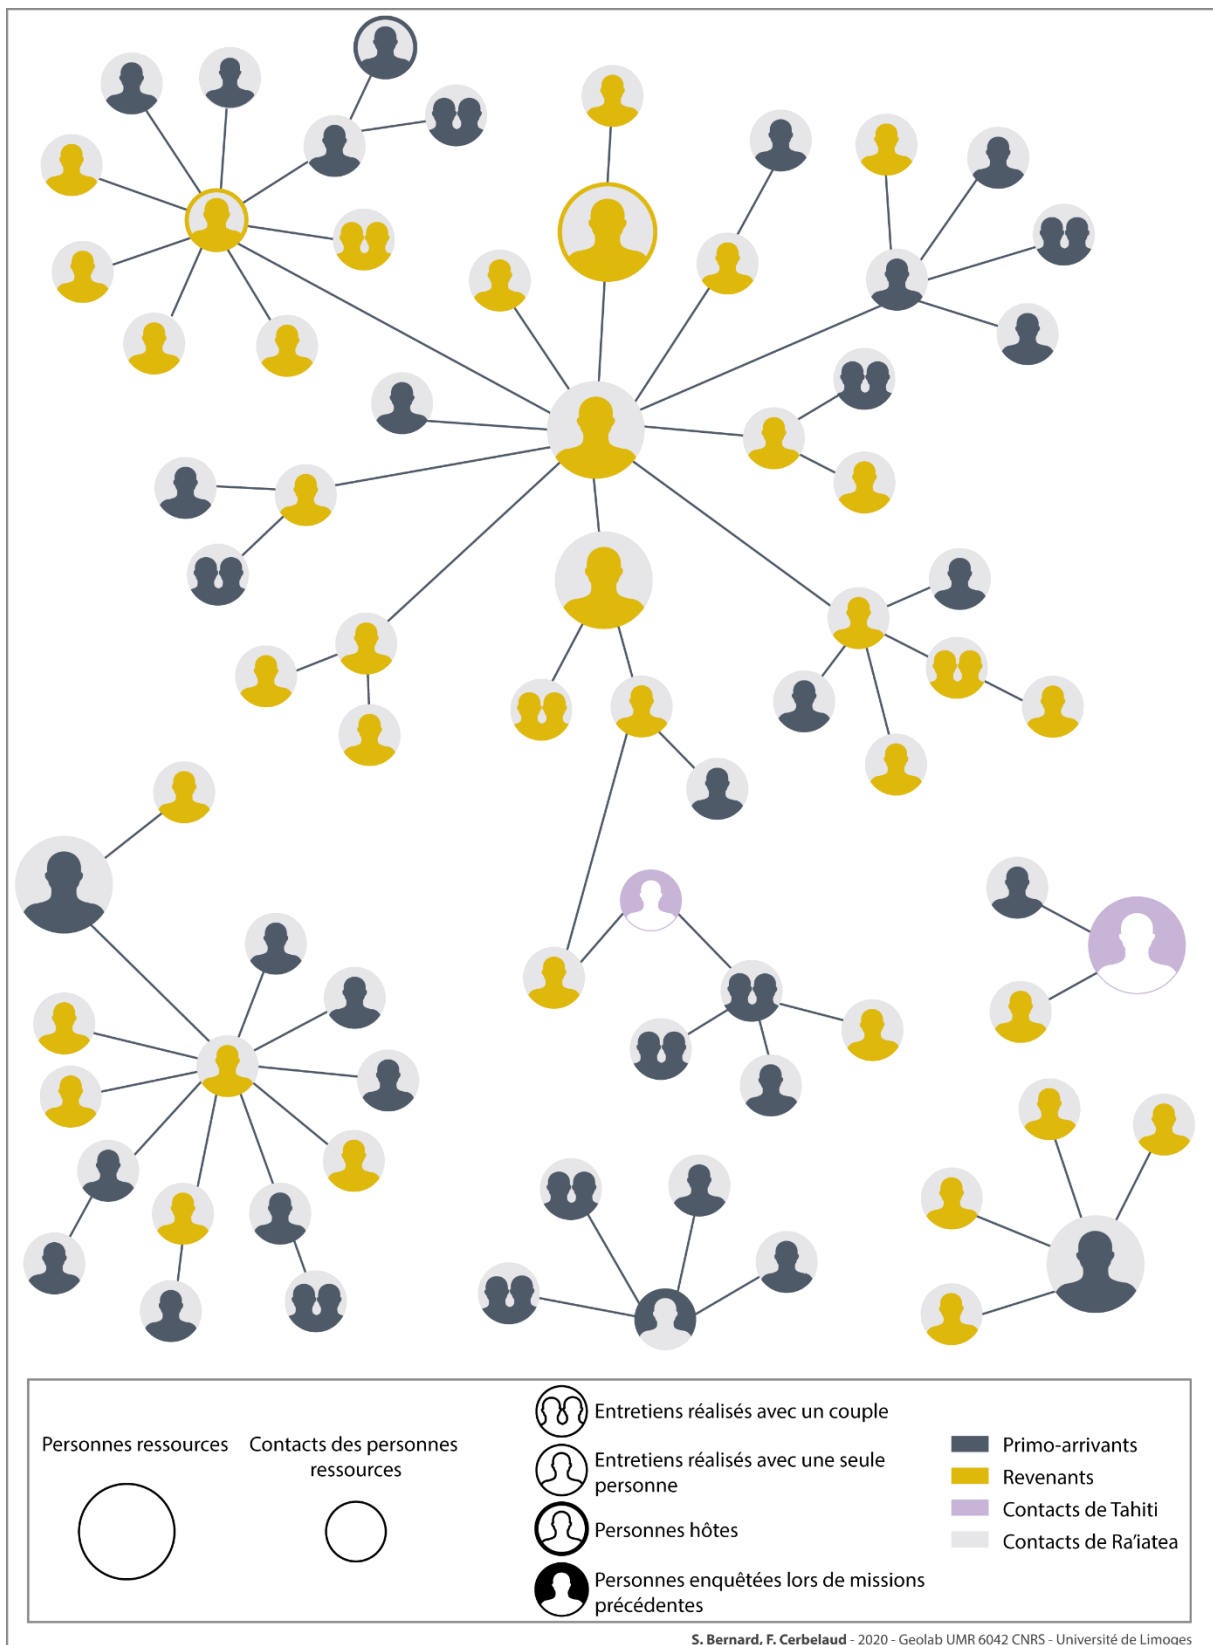 Personnes ressources
Contacts des personnes
ressources
Entretiens réalisés avec un couple
Entretiens réalisés avec une seule
personne
Personnes hôtes
Personnes enquêtées lors de missions
précédentes
Primo-arrivants
Revenants
Contacts de Tahiti
Contacts de Ra'iatea
S. Bernard, F. Cerbelaud - 2020 - Geolab UMR 6042 CNRS - Université de Limoges